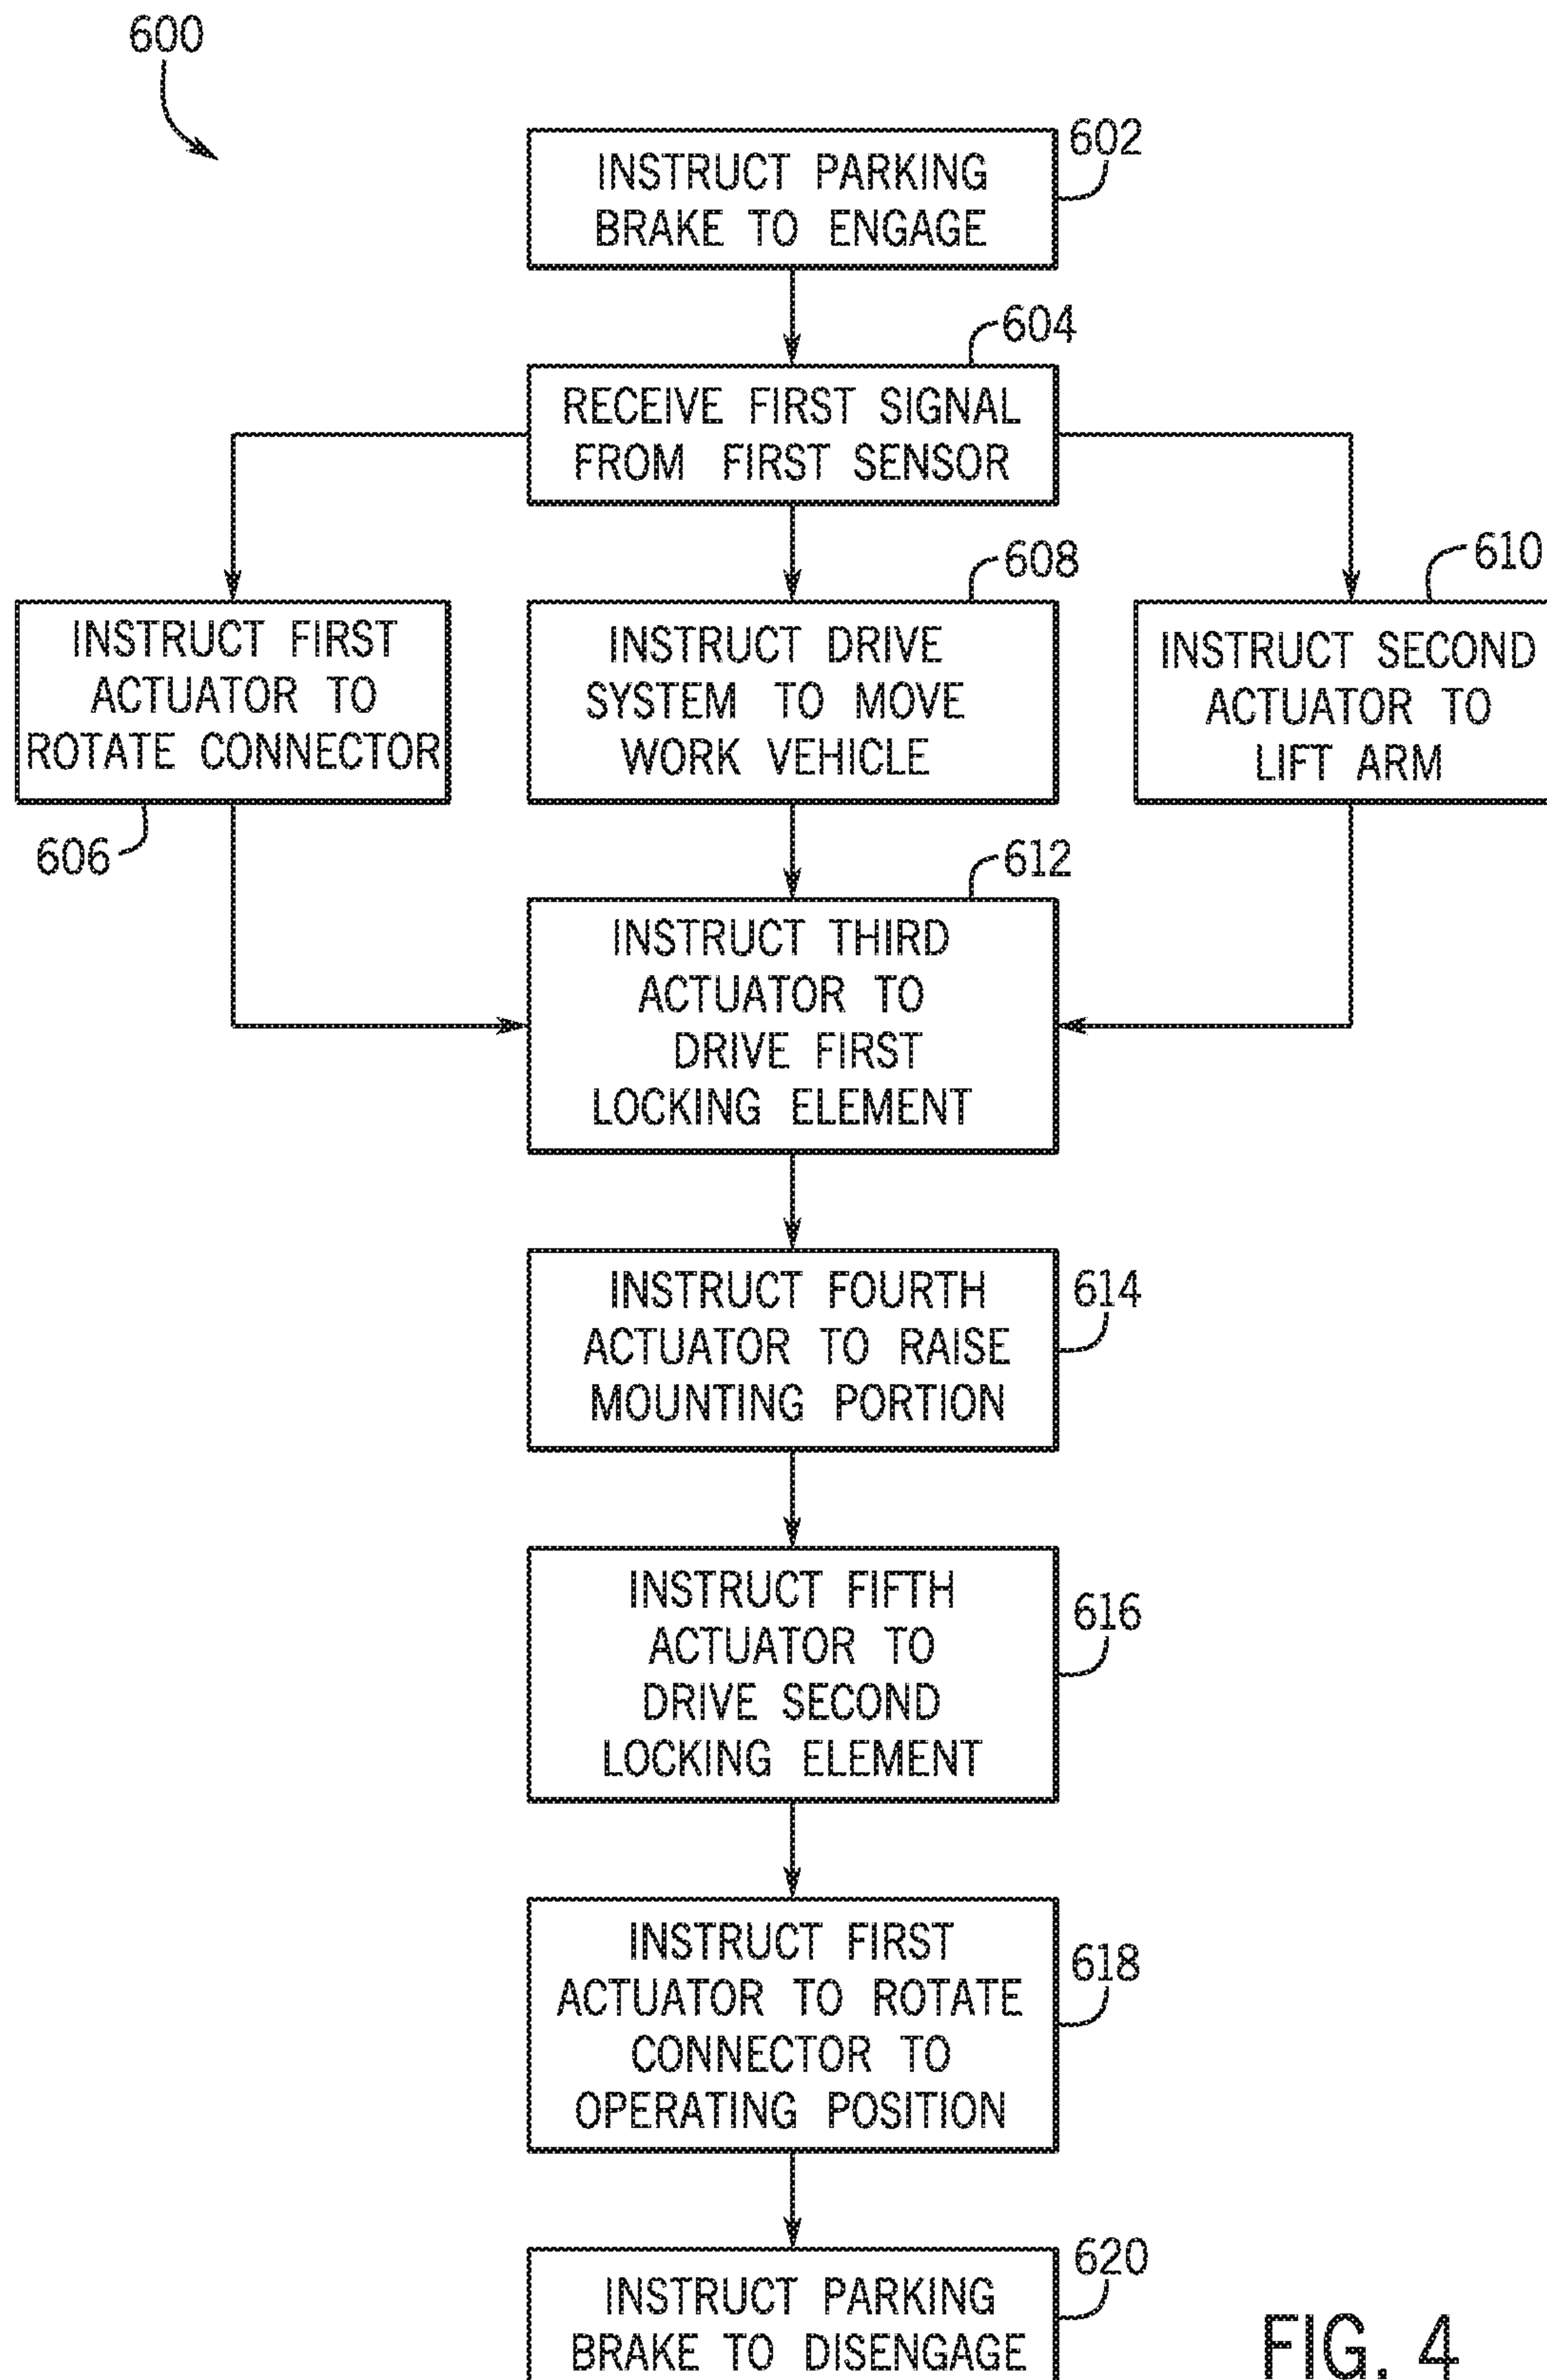 600
INSTRUCT PARKING
BRAKE TO ENGAGE
602
604
RECEIVE FIRST SIGNAL
FROM FIRST SENSOR
INSTRUCT FIRST
ACTUATOR TO
ROTATE CONNECTOR
606
608
INSTRUCT DRIVE
SYSTEM TO MOVE
WORK VEHICLE
610
INSTRUCT SECOND
ACTUATOR TO
LIFT ARM
612
INSTRUCT THIRD
ACTUATOR TO
DRIVE FIRST
LOCKING ELEMENT
INSTRUCT FOURTH
ACTUATOR TO RAISE
MOUNTING PORTION
614
INSTRUCT FIFTH
ACTUATOR TO
DRIVE SECOND
LOCKING ELEMENT
616
INSTRUCT FIRST
ACTUATOR TO ROTATE
CONNECTOR TO
OPERATING POSITION
618
INSTRUCT PARKING
BRAKE TO DISENGAGE
620
FIG. 4